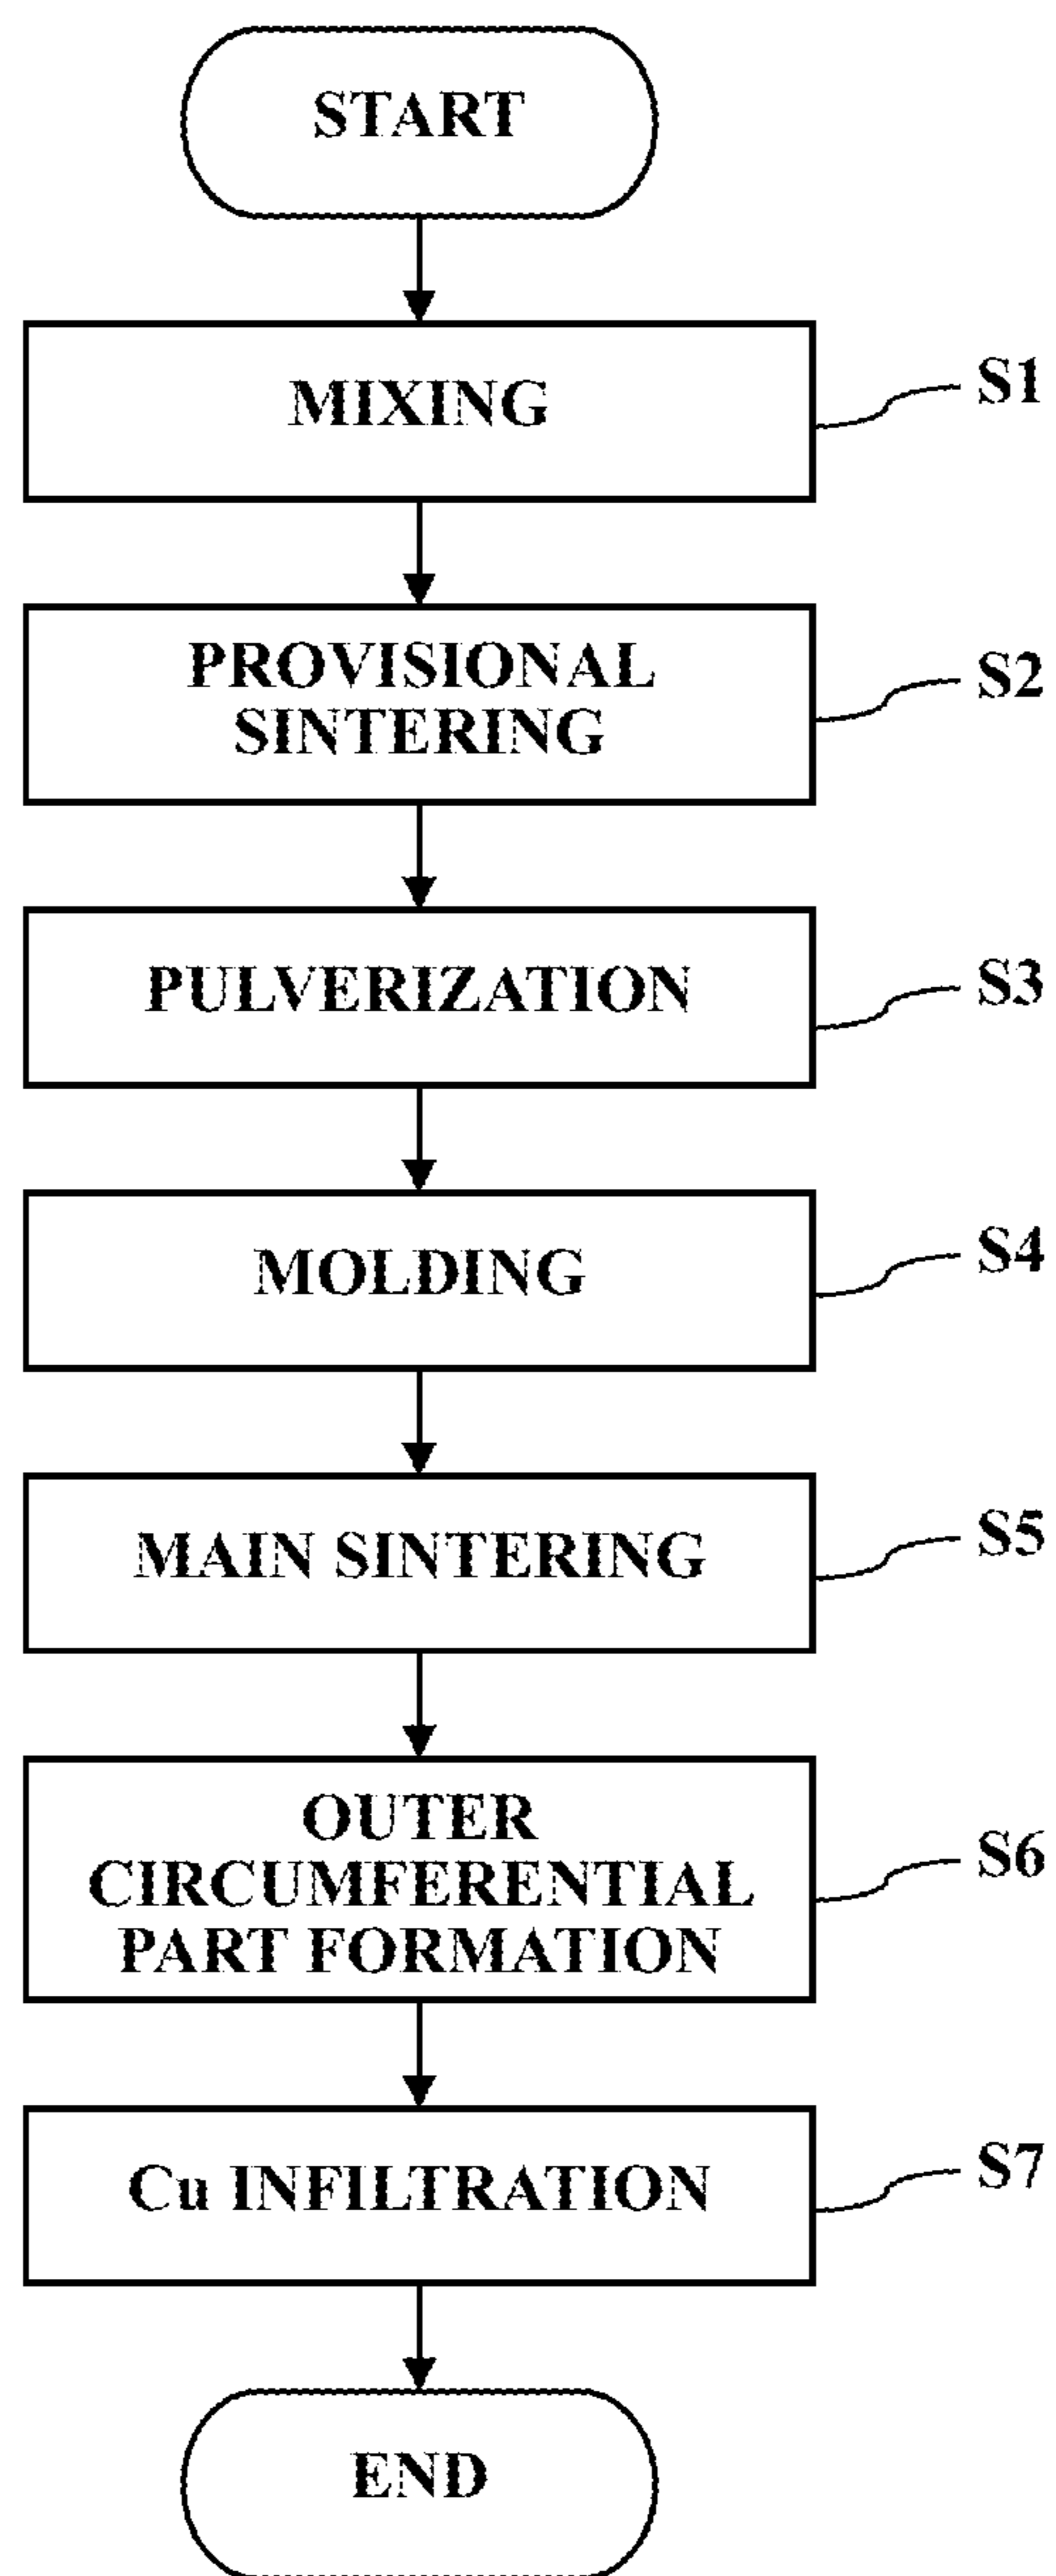 START
MIXING
S1
PROVISIONAL
SINTERING
S2
PULVERIZATION
S3
MOLDING
S4
MAIN SINTERING
S5
OUTER
CIRCUMFERENTIAL
PART FORMATION
S6
Cu INFILTRATION
S7
END